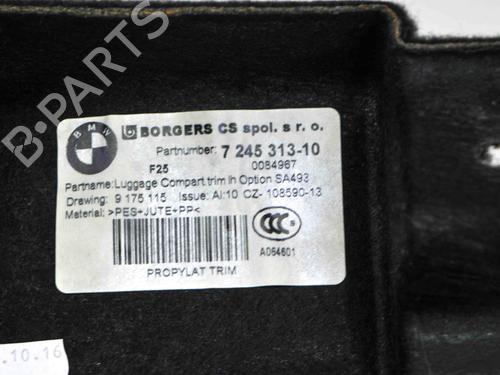 B-PARTS
BMW
BORGERS CS spol. s r. o.
Partnumber: 7 245 313-10
F25 0084967
Partname: Luggage Compart.trim lh Option SA493
Drawing: 9 175 115 Issue: AI:10 CZ- 108590-13
Material: >PES+JUTE+PP<
CCC S
A064601
PROPYLAT TRIM
.10.16